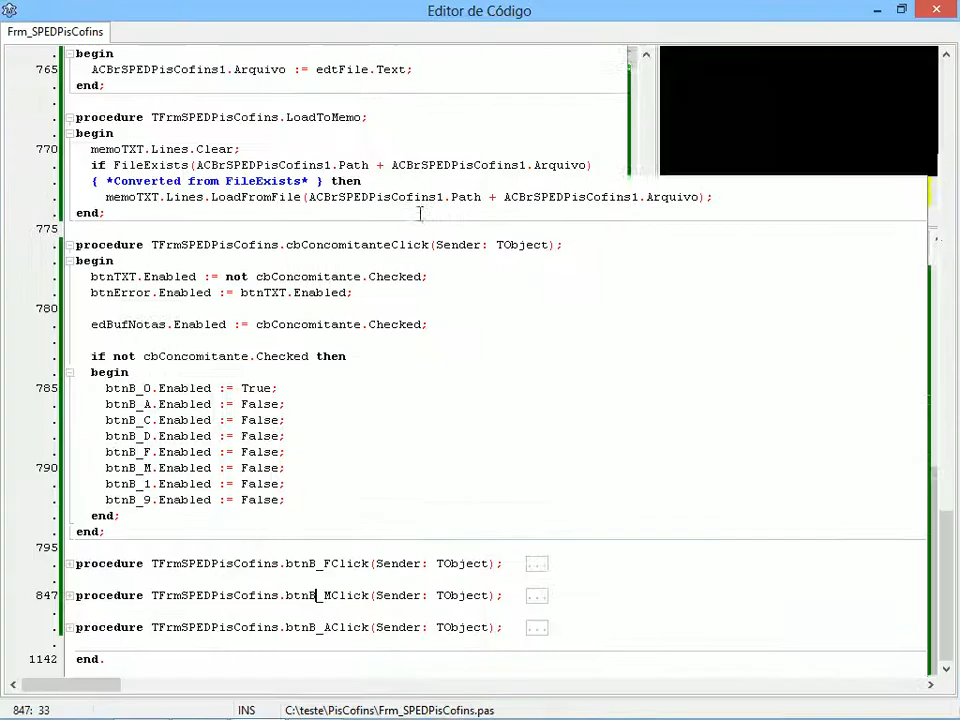 Editor de Código
Frm_SPEDPisCofins
begin
765 ACBrSPEDPisCofins1.Arquivo := edtFile.Text;
end;
procedure TFrmSPEDPisCofins.LoadToMemo;
begin
770 memoTXT.Lines.Clear;
if FileExists(ACBrSPEDPisCofins1.Path + ACBrSPEDPisCofins1.Arquivo)
{ *Converted from FileExists* } then
memoTXT.Lines.LoadFromFile(ACBrSPEDPisCofins1.Path + ACBrSPEDPisCofins1.Arquivo);
end;
775
procedure TFrmSPEDPisCofins.cbConcomitanteClick(Sender: TObject);
begin
btnTXT.Enabled := not cbConcomitante.Checked;
btnError.Enabled := btnTXT.Enabled;
780
edBufNotas.Enabled := cbConcomitante.Checked;
if not cbConcomitante.Checked then
begin
785 btnB_0.Enabled := True;
btnB_A.Enabled := False;
btnB_C.Enabled := False;
btnB_D.Enabled := False;
btnB_F.Enabled := False;
790 btnB_M.Enabled := False;
btnB_1.Enabled := False;
btnB_9.Enabled := False;
end;
end;
795
procedure TFrmSPEDPisCofins.btnB_FClick(Sender: TObject); ...
847 procedure TFrmSPEDPisCofins.btnB_MClick(Sender: TObject); ...
procedure TFrmSPEDPisCofins.btnB_AClick(Sender: TObject); ...
1142 end.
847: 33 INS C:\teste\PisCofins\Frm_SPEDPisCofins.pas